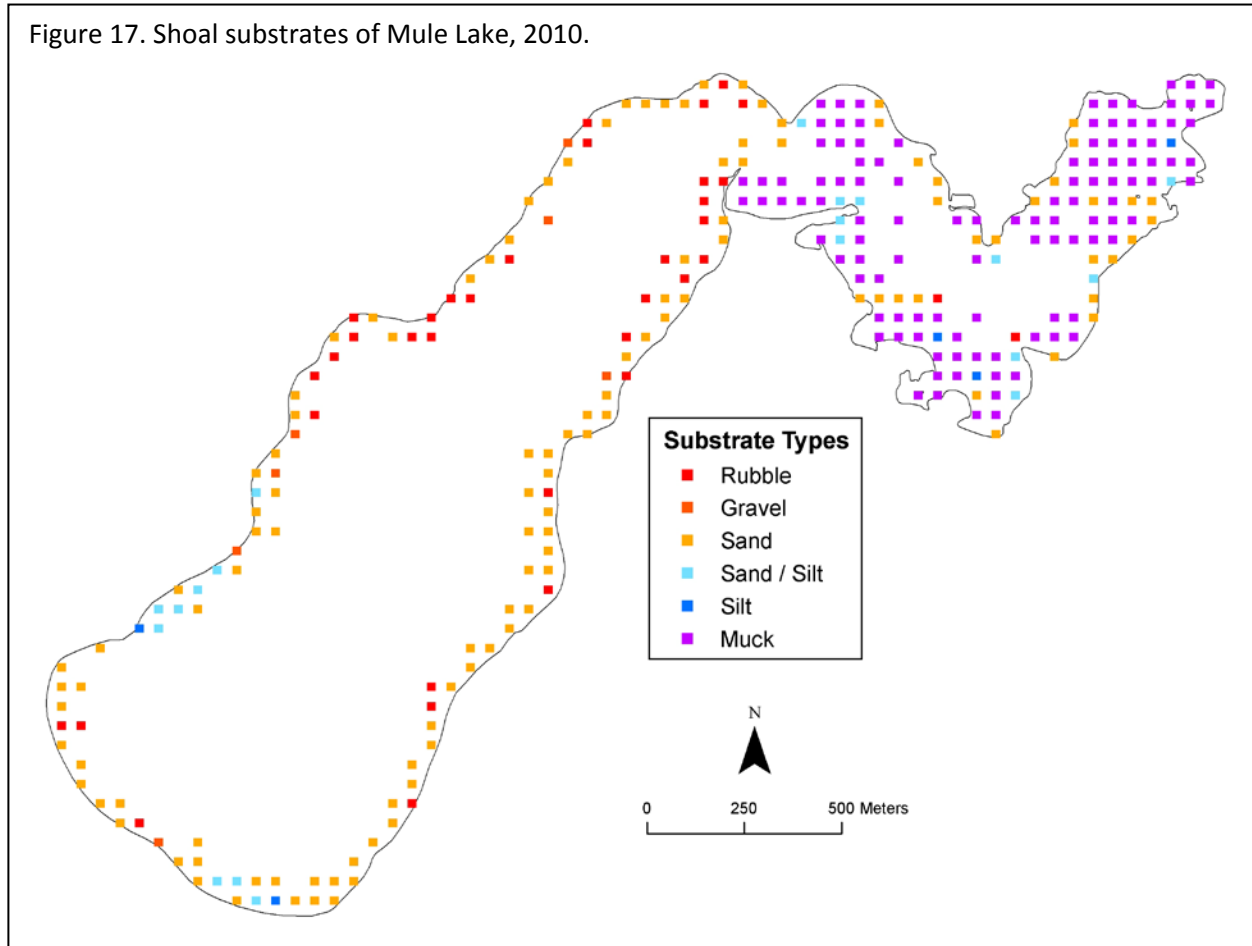 Figure 17. Shoal substrates of Mule Lake, 2010.
Substrate Types
Rubble
Gravel
Sand
Sand / Silt
Silt
Muck
N
0 250 500 Meters